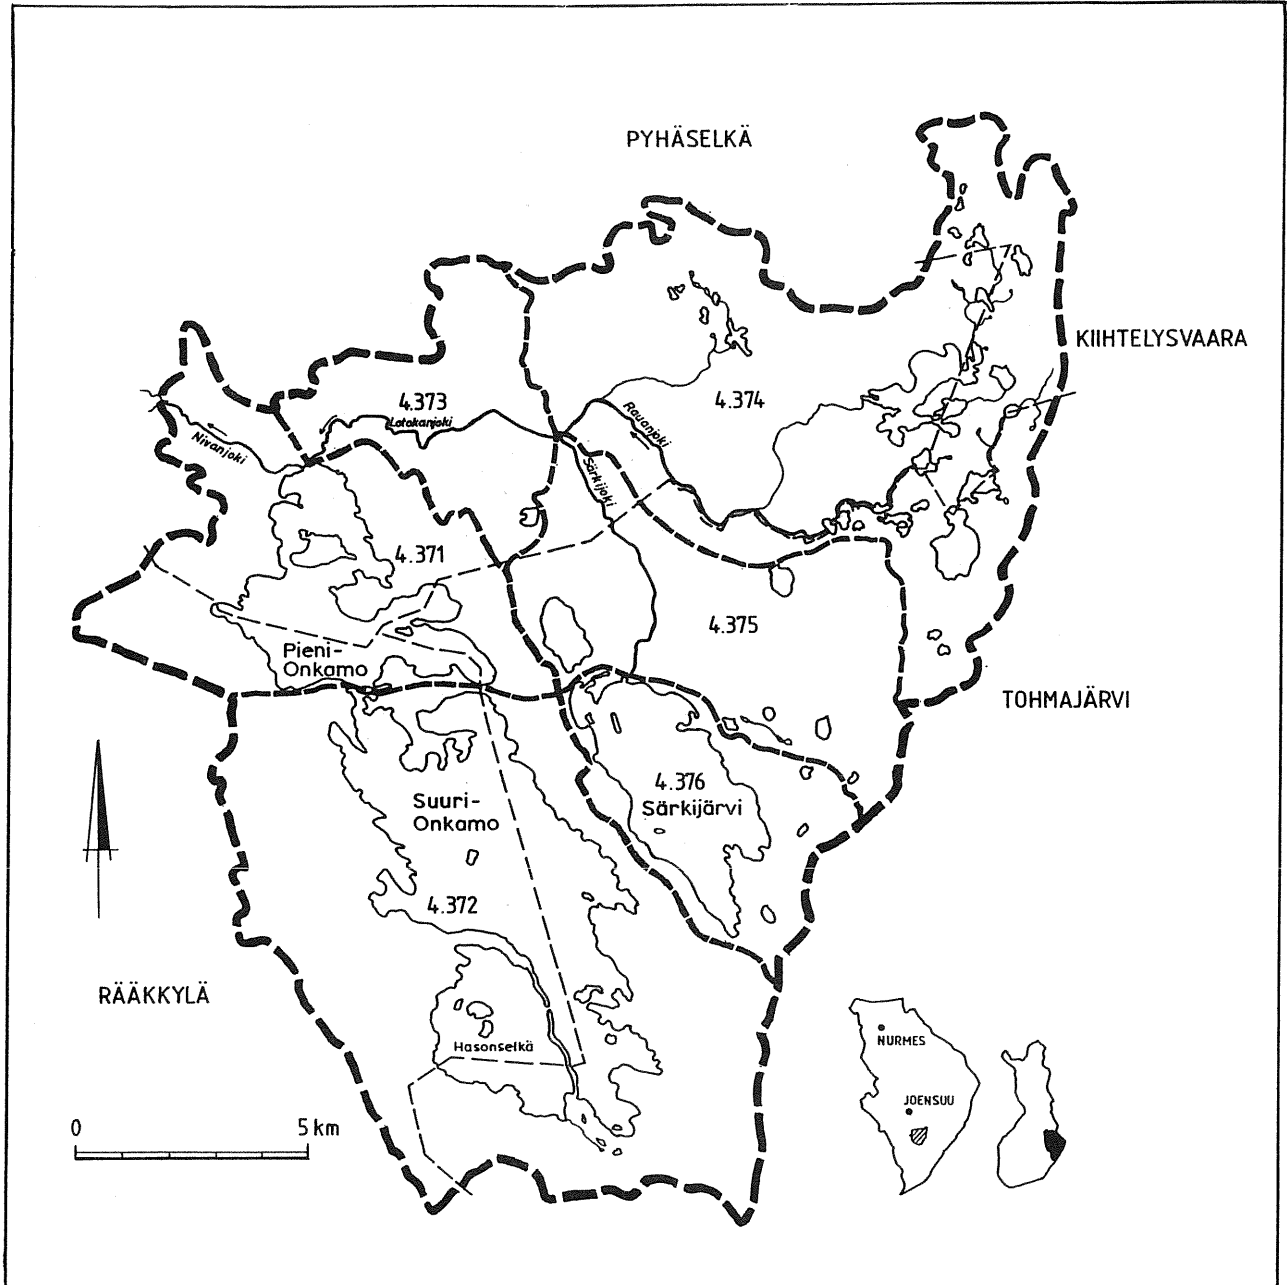 PYHÄSELKÄ
KIIHTELYSVAARA
4.373
Lotokanjoki
4.374
Rauanjoki
Nivanjoki
Särkijoki
4.371
4.375
Pieni-
Onkamo
TOHMAJÄRVI
4.376
Särkijärvi
Suuri-
Onkamo
4.372
RÄÄKKYLÄ
Hasonselkä
NURMES
JOENSUU
0 5 km